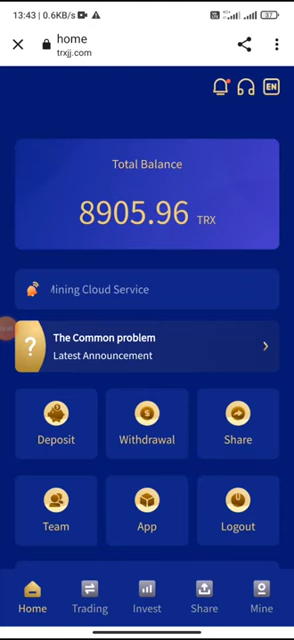 13:43 | 0.6KB/s
37
home
trxjj.com
EN
Total Balance
8905.96 TRX
Mining Cloud Service
?
The Common problem
Latest Announcement
Deposit
Withdrawal
Share
Team
App
Logout
Home
Trading
Invest
Share
Mine